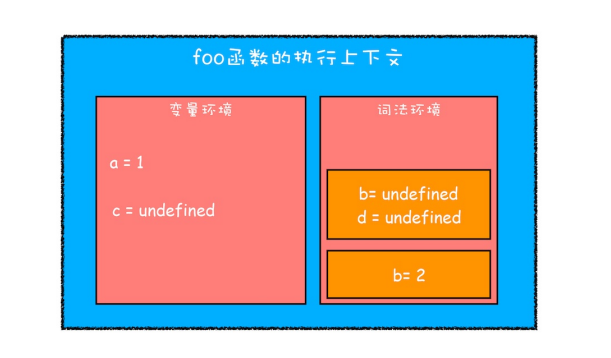 foo函数的执行上下文
变量环境
a = 1
c = undefined
词法环境
b= undefined
d = undefined
b= 2